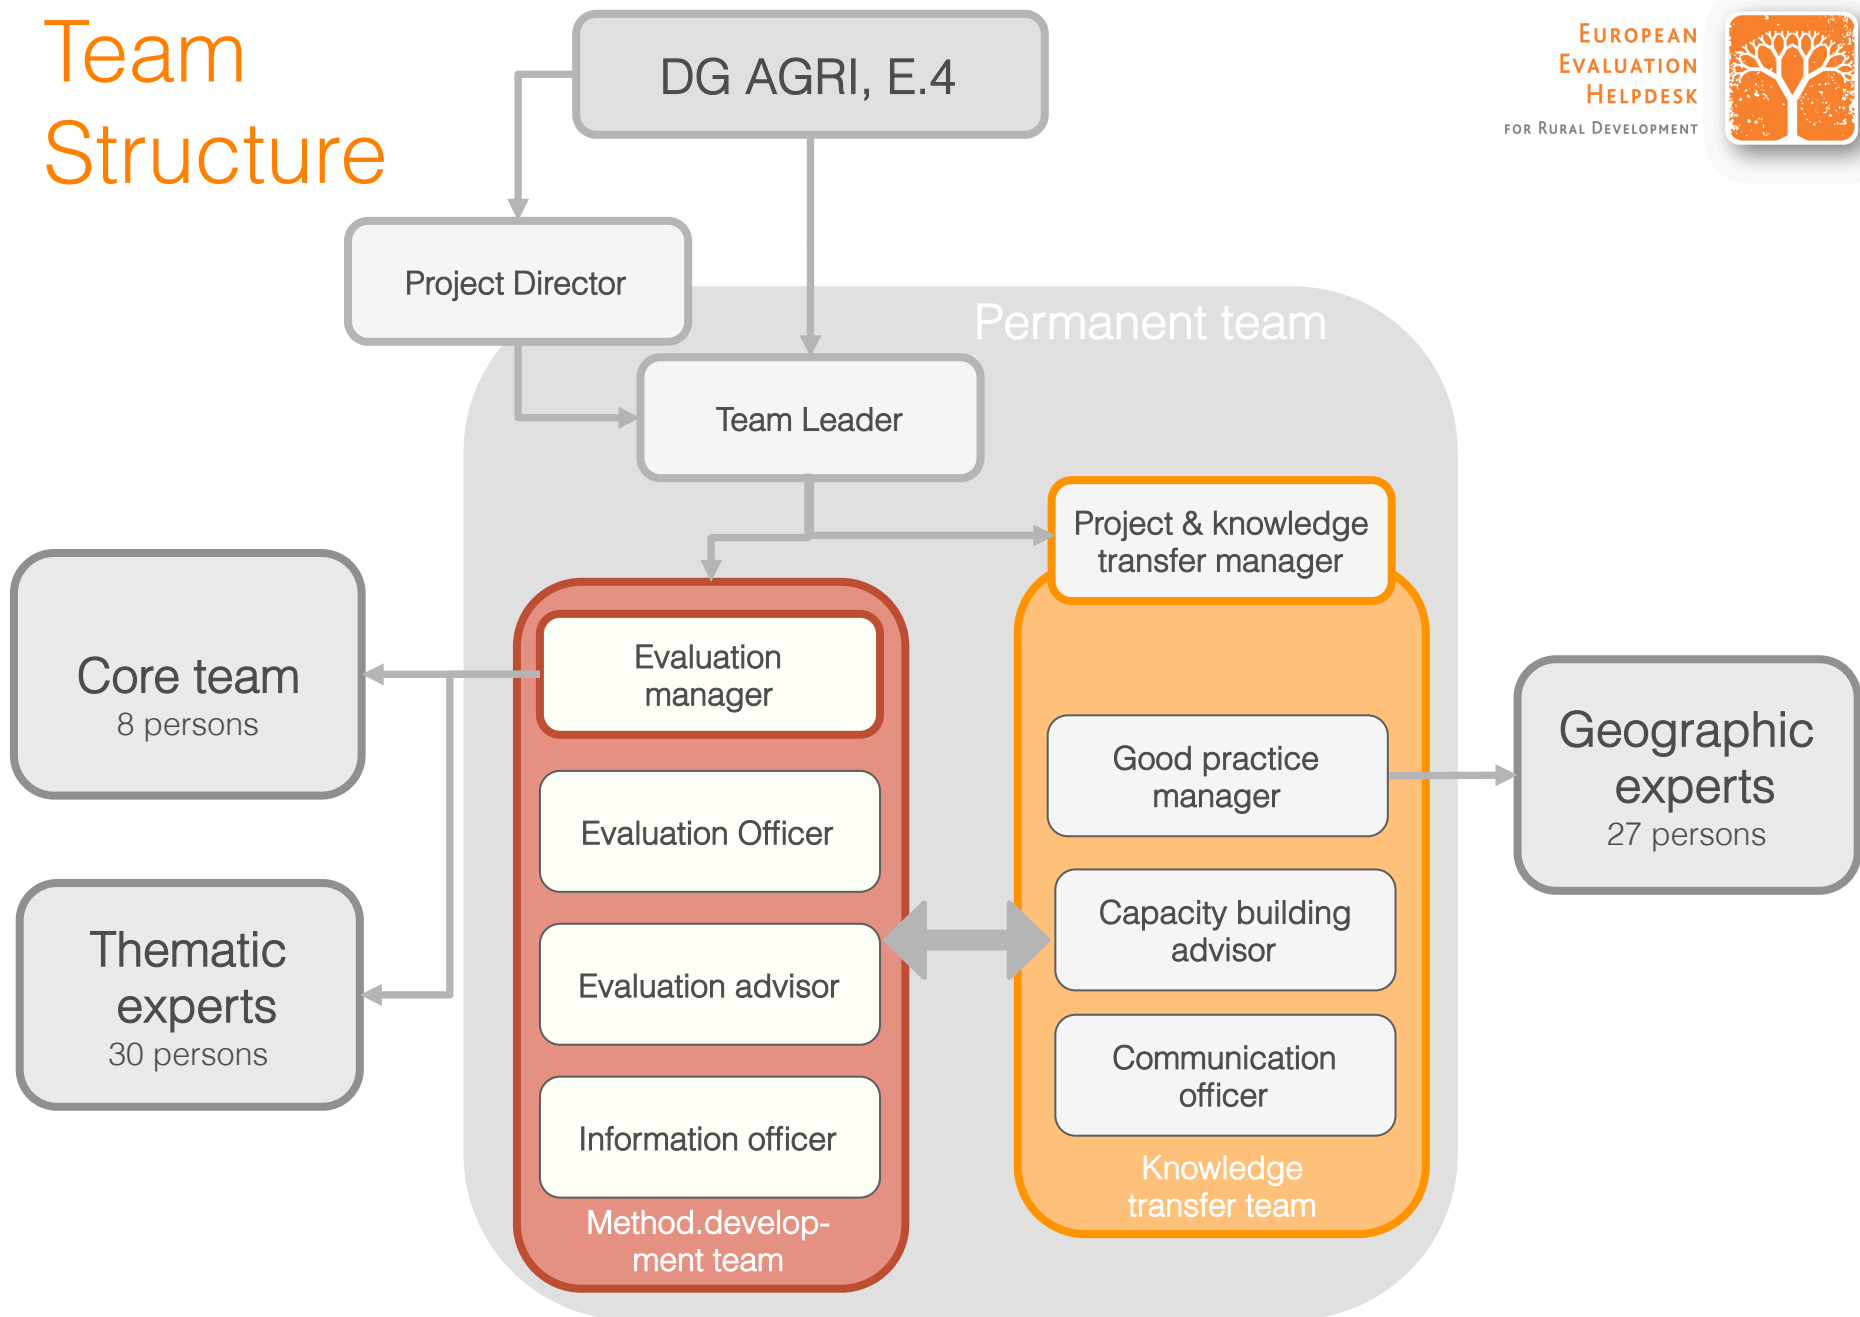 Team
Structure
DG AGRI, E.4
EUROPEAN
EVALUATION
HELPDESK
FOR RURAL DEVELOPMENT
Project Director
Permanent team
Team Leader
Project & knowledge
transfer manager
Core team
8 persons
Thematic
experts
30 persons
Evaluation
manager
Evaluation Officer
Evaluation advisor
Information officer
Method.develop-
ment team
Good practice
manager
Capacity building
advisor
Communication
officer
Knowledge
transfer team
Geographic
experts
27 persons